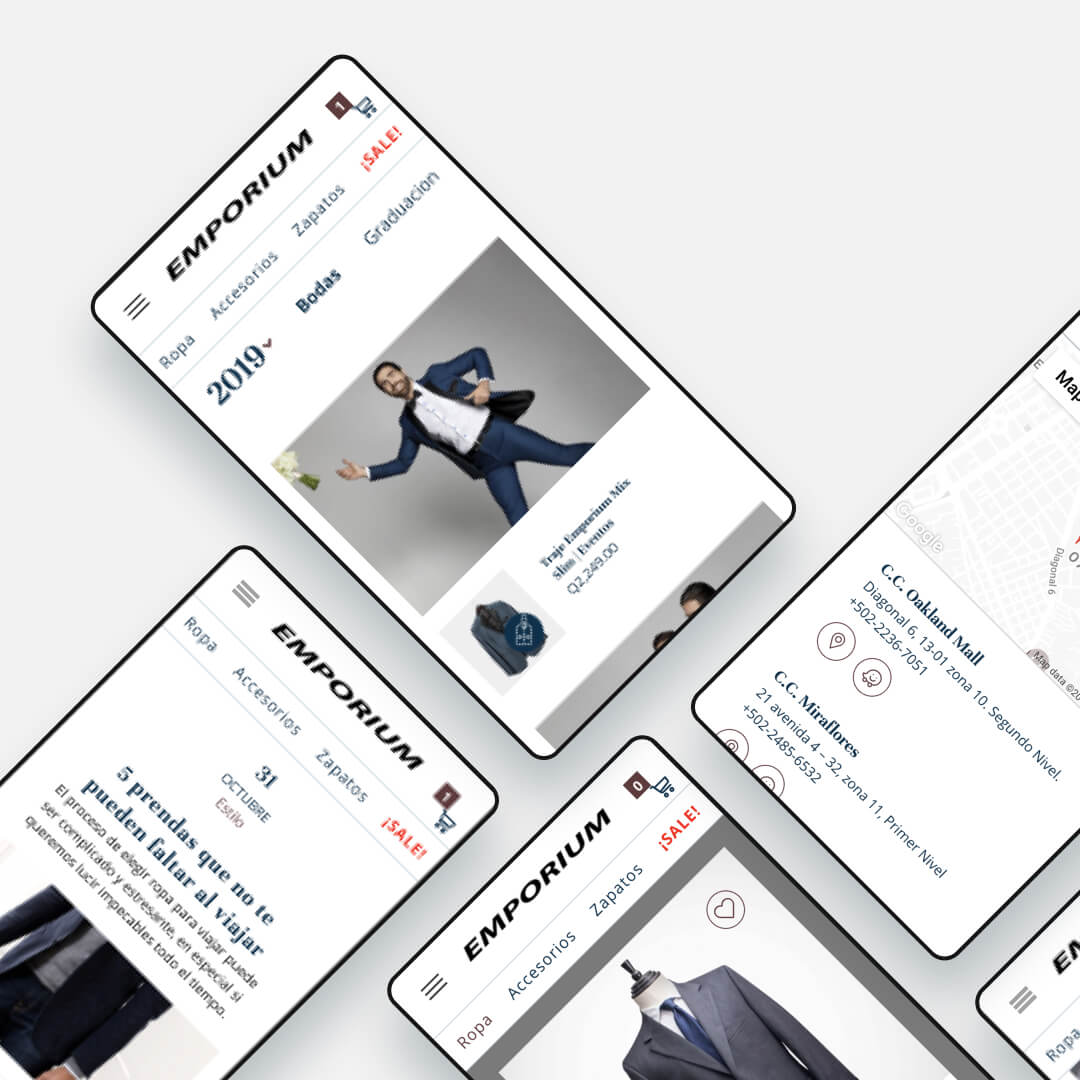 EMPORIUM
1
Ropa
Accesorios
Zapatos
¡SALE!
2019
Bodas
Graduación
Traje Emporium Mix
Slim | Eventos
Q2,249.00
EMPORIUM
1
Ropa
Accesorios
Zapatos
¡SALE!
31
OCTUBRE
Estilo
5 prendas que no te
pueden faltar al viajar
El proceso de elegir ropa para viajar puede
ser complicado y estresante, en especial si
queremos lucir impecables todo el tiempo.
EMPORIUM
0
Ropa
Accesorios
Zapatos
¡SALE!
Google
Diagonal 6
Map data ©20
C.C. Oakland Mall
Diagonal 6, 13-01 zona 10. Segundo Nivel.
+502-2236-7051
C.C. Miraflores
21 avenida 4 – 32, zona 11, Primer Nivel
+502-2485-6532
Ropa